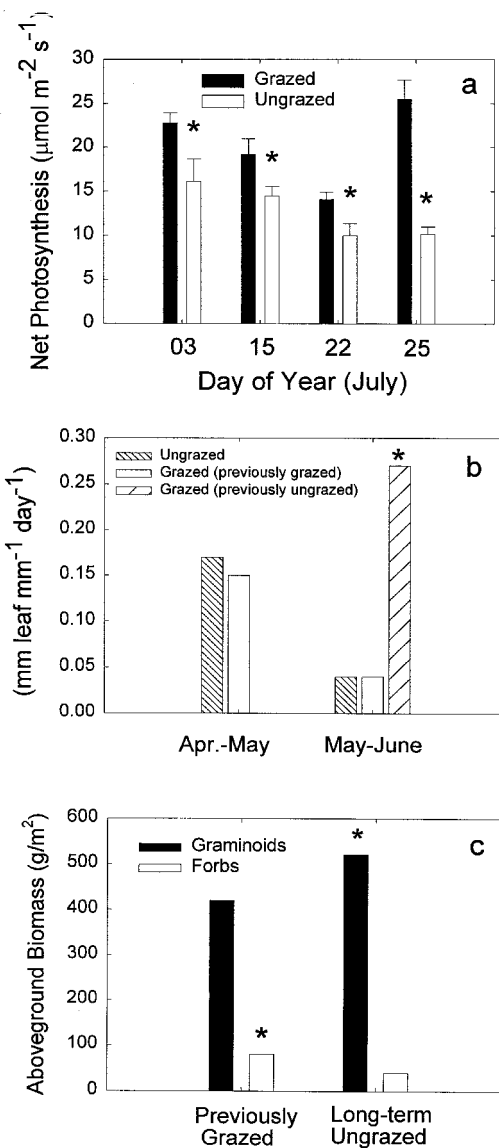 Net Photosynthesis (μmol m⁻² s⁻¹)
30
25
20
15
10
5
0
Grazed
Ungrazed
a
*
*
*
*
03
15
22
25
Day of Year (July)
(mm leaf mm⁻¹ day⁻¹)
0.30
0.25
0.20
0.15
0.10
0.05
0.00
Ungrazed
Grazed (previously grazed)
Grazed (previously ungrazed)
*
b
Apr.-May
May-June
Aboveground Biomass (g/m²)
600
500
400
300
200
100
0
Graminoids
Forbs
*
*
c
Previously
Grazed
Long-term
Ungrazed